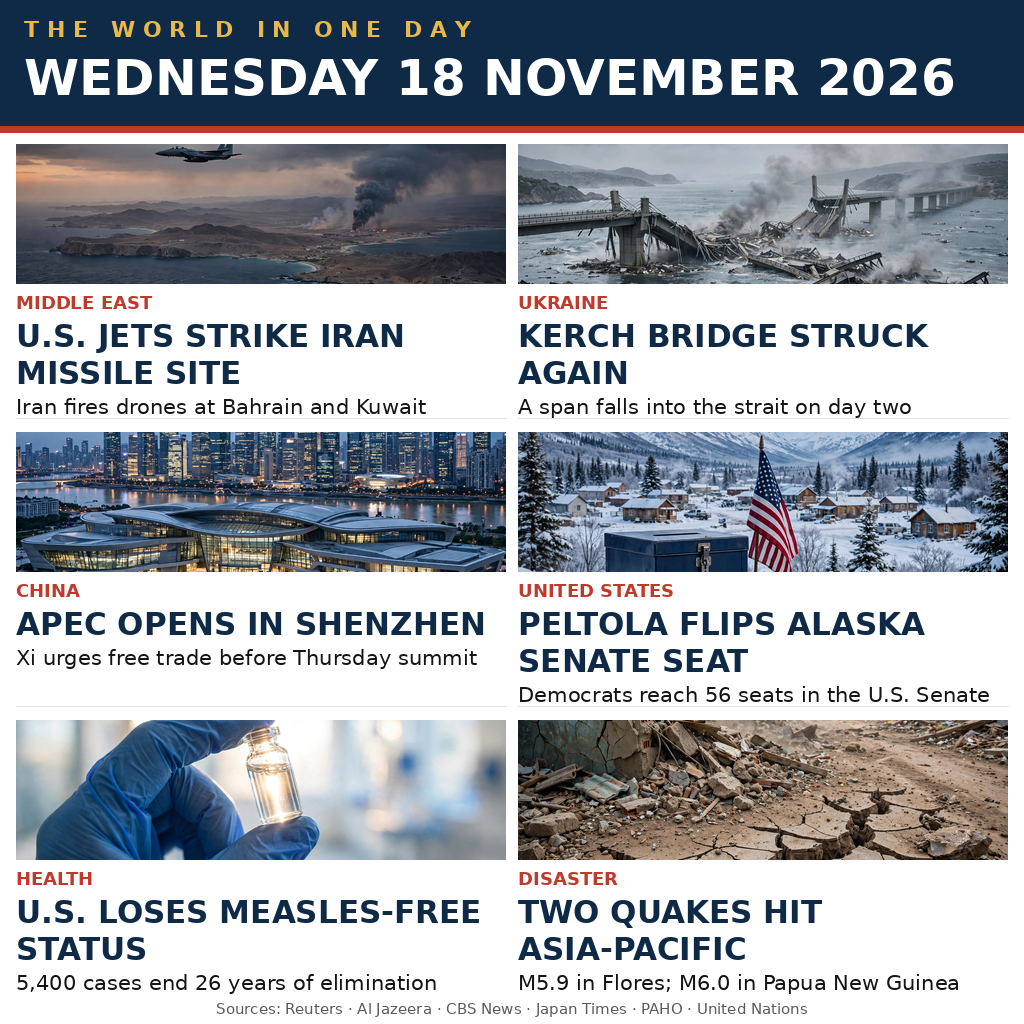 THE WORLD IN ONE DAY
WEDNESDAY 18 NOVEMBER 2026
MIDDLE EAST
U.S. JETS STRIKE IRAN
MISSILE SITE
Iran fires drones at Bahrain and Kuwait
UKRAINE
KERCH BRIDGE STRUCK
AGAIN
A span falls into the strait on day two
CHINA
APEC OPENS IN SHENZHEN
Xi urges free trade before Thursday summit
UNITED STATES
PELTOLA FLIPS ALASKA
SENATE SEAT
Democrats reach 56 seats in the U.S. Senate
HEALTH
U.S. LOSES MEASLES-FREE
STATUS
5,400 cases end 26 years of elimination
DISASTER
TWO QUAKES HIT
ASIA-PACIFIC
M5.9 in Flores; M6.0 in Papua New Guinea
Sources: Reuters · Al Jazeera · CBS News · Japan Times · PAHO · United Nations